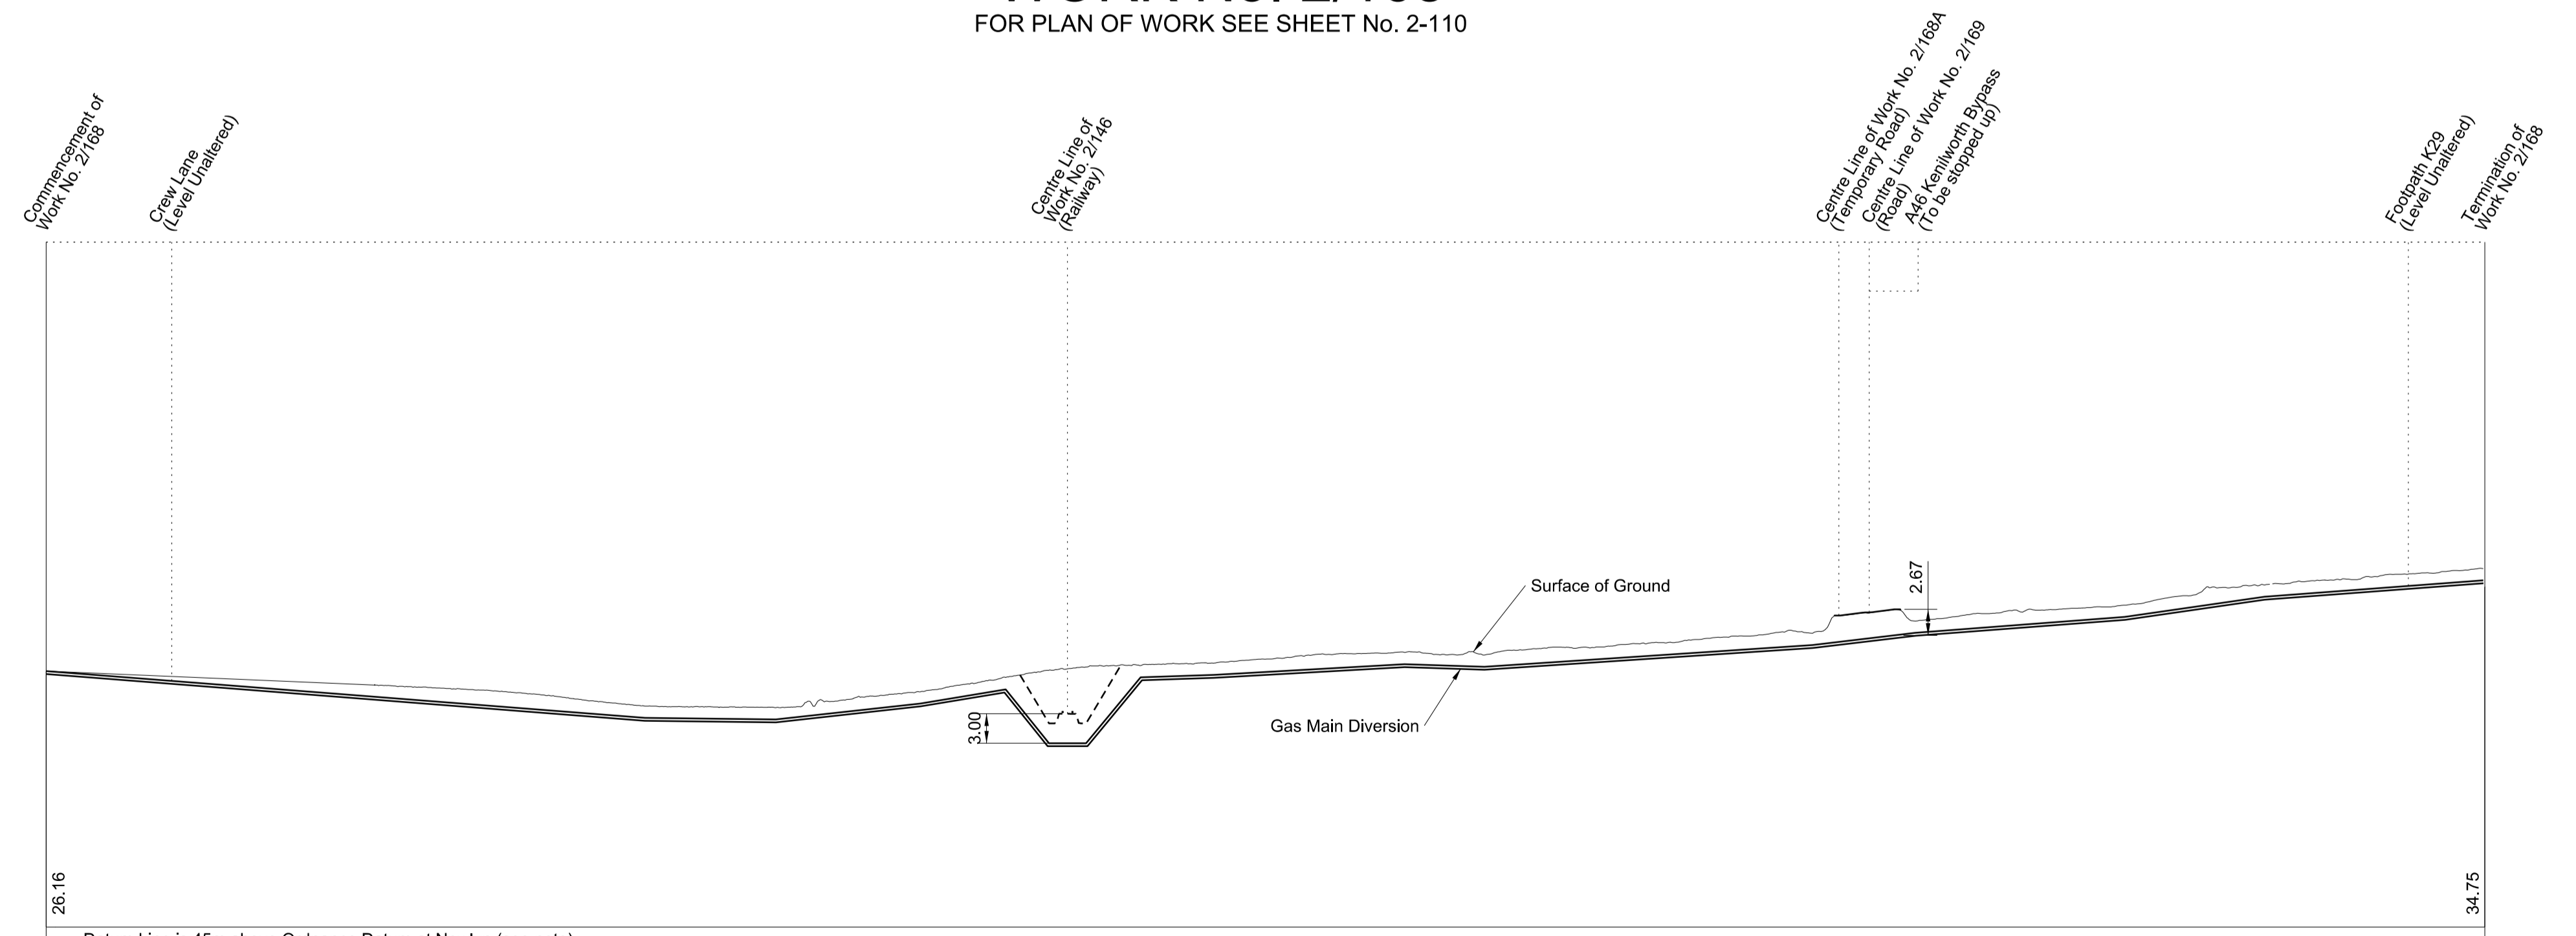 FOR PLAN OF WORK SEE SHEET No. 2-110
Commencement of
Work No. 2/168
Crew Lane
(Level Unaltered)
Centre Line of
Work No. 2/146
(Railway)
Centre Line of Work No. 2/168A
(Temporary Road)
Centre Line of Work No. 2/169
(Road)
A46 Kenilworth Bypass
(To be stopped up)
Footpath K29
(Level Unaltered)
Termination of
Work No. 2/168
2.67
Surface of Ground
3.00
Gas Main Diversion
26.16
34.75